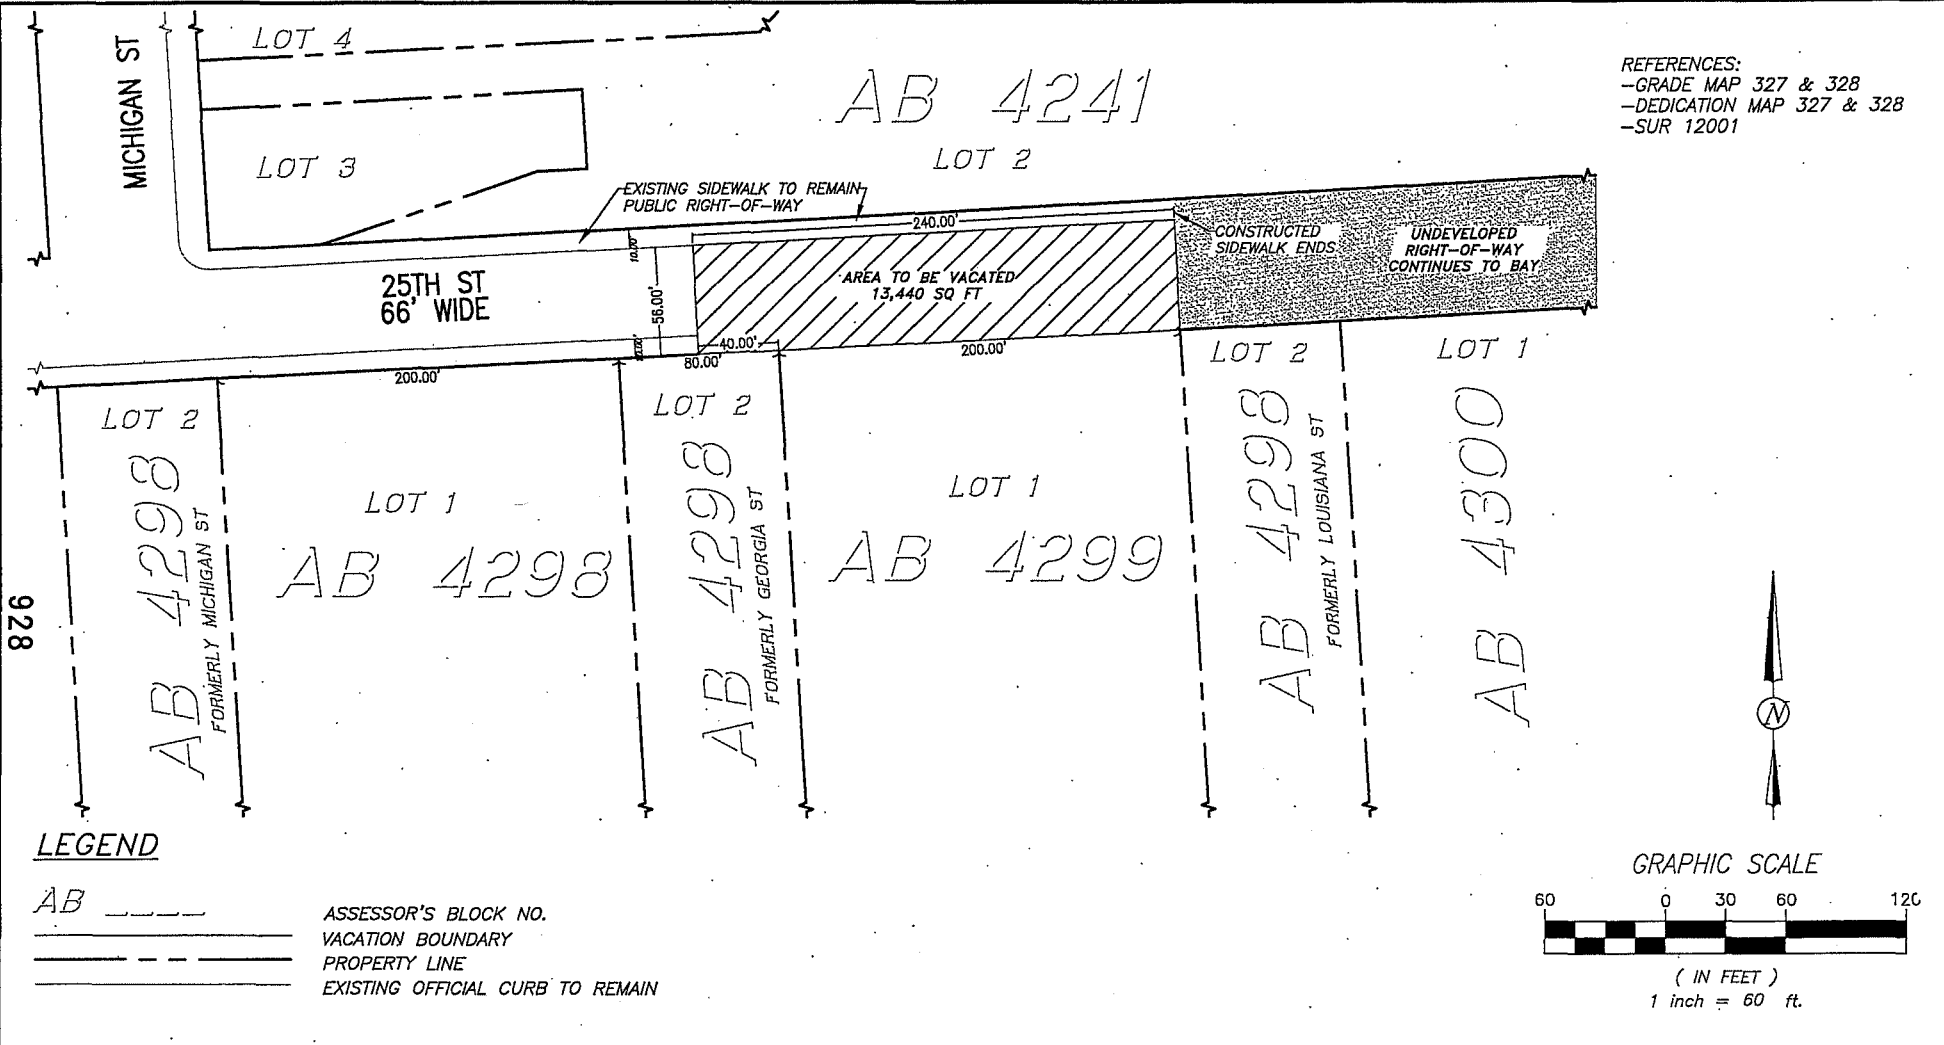 MICHIGAN ST
LOT 4
AB 4241
REFERENCES:
-GRADE MAP 327 & 328
-DEDICATION MAP 327 & 328
-SUR 12001
LOT 3
LOT 2
EXISTING SIDEWALK TO REMAIN
PUBLIC RIGHT-OF-WAY
240.00'
10.00'
CONSTRUCTED
SIDEWALK ENDS
UNDEVELOPED
RIGHT-OF-WAY
CONTINUES TO BAY
25TH ST
66' WIDE
56.00'
AREA TO BE VACATED
13,440 SQ FT
40.00'
80.00'
200.00'
200.00'
LOT 2
LOT 2
LOT 2
LOT 1
AB 4298
FORMERLY MICHIGAN ST
LOT 1
AB 4298
AB 4298
FORMERLY GEORGIA ST
LOT 1
AB 4299
AB 4298
FORMERLY LOUISIANA ST
AB 4300
928
N
LEGEND
AB ____
ASSESSOR'S BLOCK NO.
VACATION BOUNDARY
PROPERTY LINE
EXISTING OFFICIAL CURB TO REMAIN
GRAPHIC SCALE
60 0 30 60 120
( IN FEET )
1 inch = 60 ft.